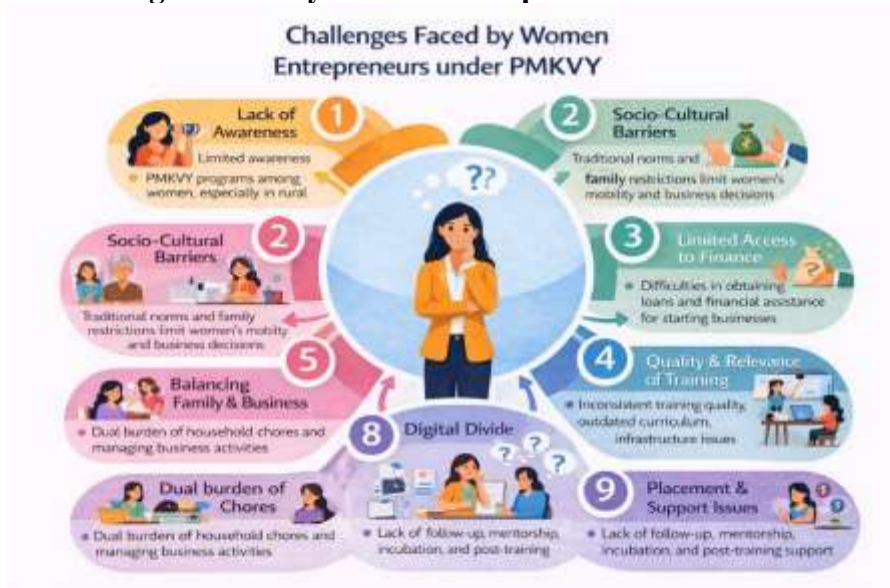 Challenges Faced by Women
Entrepreneurs under PMKVY
1
Lack of
Awareness
Limited awareness
PMKVY programs among
women, especially in rural
2
Socio-Cultural
Barriers
Traditional norms and
family restrictions limit women's
mobility and business decisions
??
2
Socio-Cultural
Barriers
Traditional norms and family
restrictions limit women's mobity
and business decisions
3
Limited Access
to Finance
?
Difficulties in obtaining
loans and financial assistance
for starting businesses
5
Balancing
Family & Business
Dual burden of household chores and
managing business activities
4
Quality & Relevance
of Training
Inconsistent training quality,
outdated curriculum,
infrastructure issues
8
Digital Divide
? ? ?
Lack of follow-up, mentorship,
incubation, and post-training
Dual burden of
Chores
Dual burden of household chores and
managing business activities
9
Placement &
Support Issues
Lack of follow-up, mentorship,
incubation, and post-training support